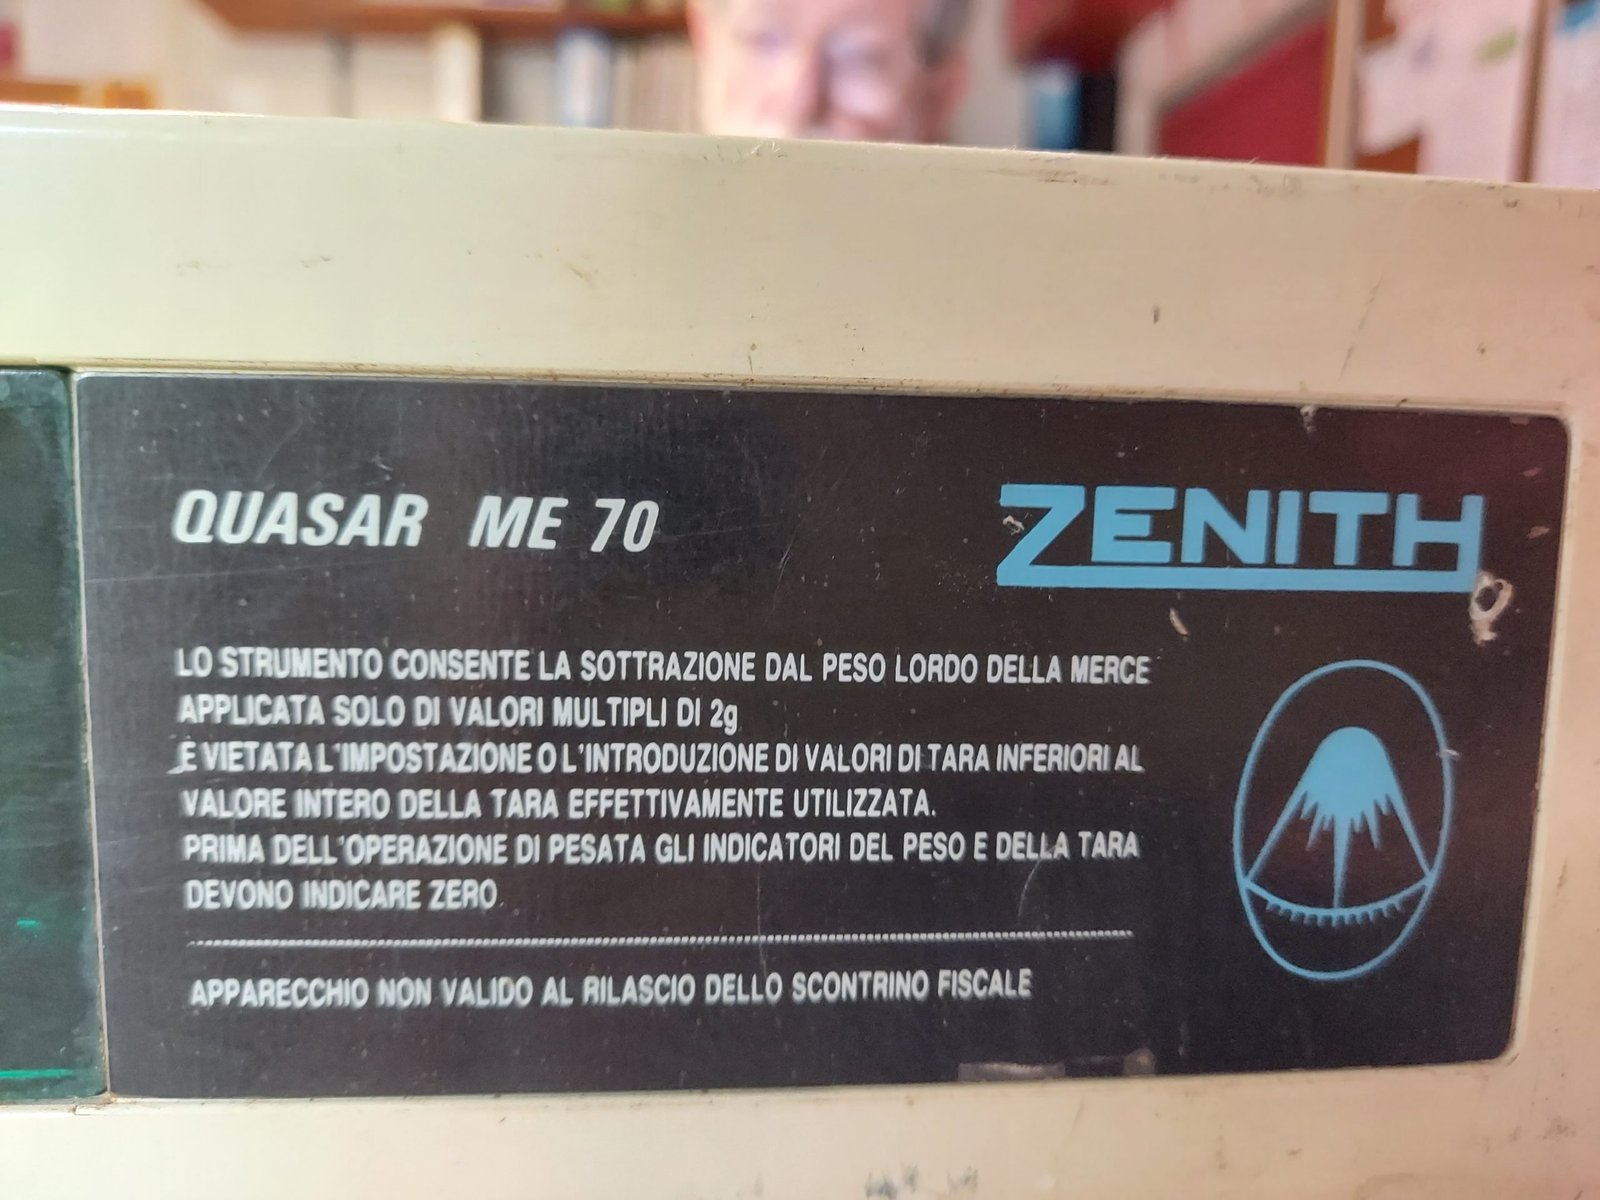 QUASAR ME 70
ZENITH
LO STRUMENTO CONSENTE LA SOTTRAZIONE DAL PESO LORDO DELLA MERCE
APPLICATA SOLO DI VALORI MULTIPLI DI 2g
E VIETATA L'IMPOSTAZIONE O L'INTRODUZIONE DI VALORI DI TARA INFERIORI AL
VALORE INTERO DELLA TARA EFFETTIVAMENTE UTILIZZATA.
PRIMA DELL'OPERAZIONE DI PESATA GLI INDICATORI DEL PESO E DELLA TARA
DEVONO INDICARE ZERO.
APPARECCHIO NON VALIDO AL RILASCIO DELLO SCONTRINO FISCALE